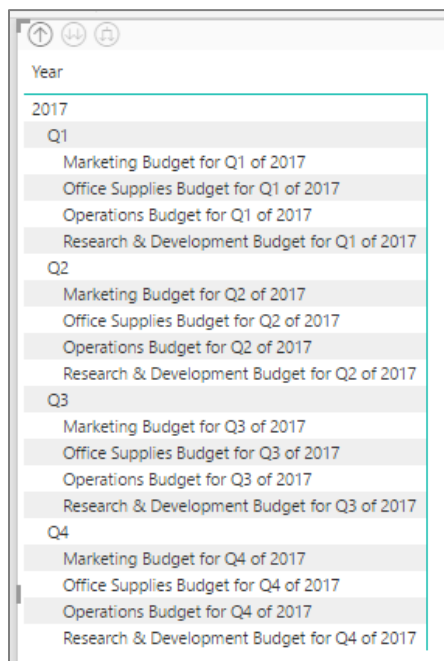 Year
2017
Q1
Marketing Budget for Q1 of 2017
Office Supplies Budget for Q1 of 2017
Operations Budget for Q1 of 2017
Research & Development Budget for Q1 of 2017
Q2
Marketing Budget for Q2 of 2017
Office Supplies Budget for Q2 of 2017
Operations Budget for Q2 of 2017
Research & Development Budget for Q2 of 2017
Q3
Marketing Budget for Q3 of 2017
Office Supplies Budget for Q3 of 2017
Operations Budget for Q3 of 2017
Research & Development Budget for Q3 of 2017
Q4
Marketing Budget for Q4 of 2017
Office Supplies Budget for Q4 of 2017
Operations Budget for Q4 of 2017
Research & Development Budget for Q4 of 2017